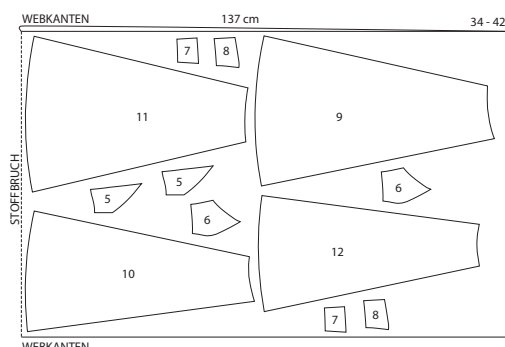 WEBKANTEN 137 cm 34 - 42
7 8
11 9
5 5 6
STOFFBRUCH
6
10 12
7 8
WEBKANTEN